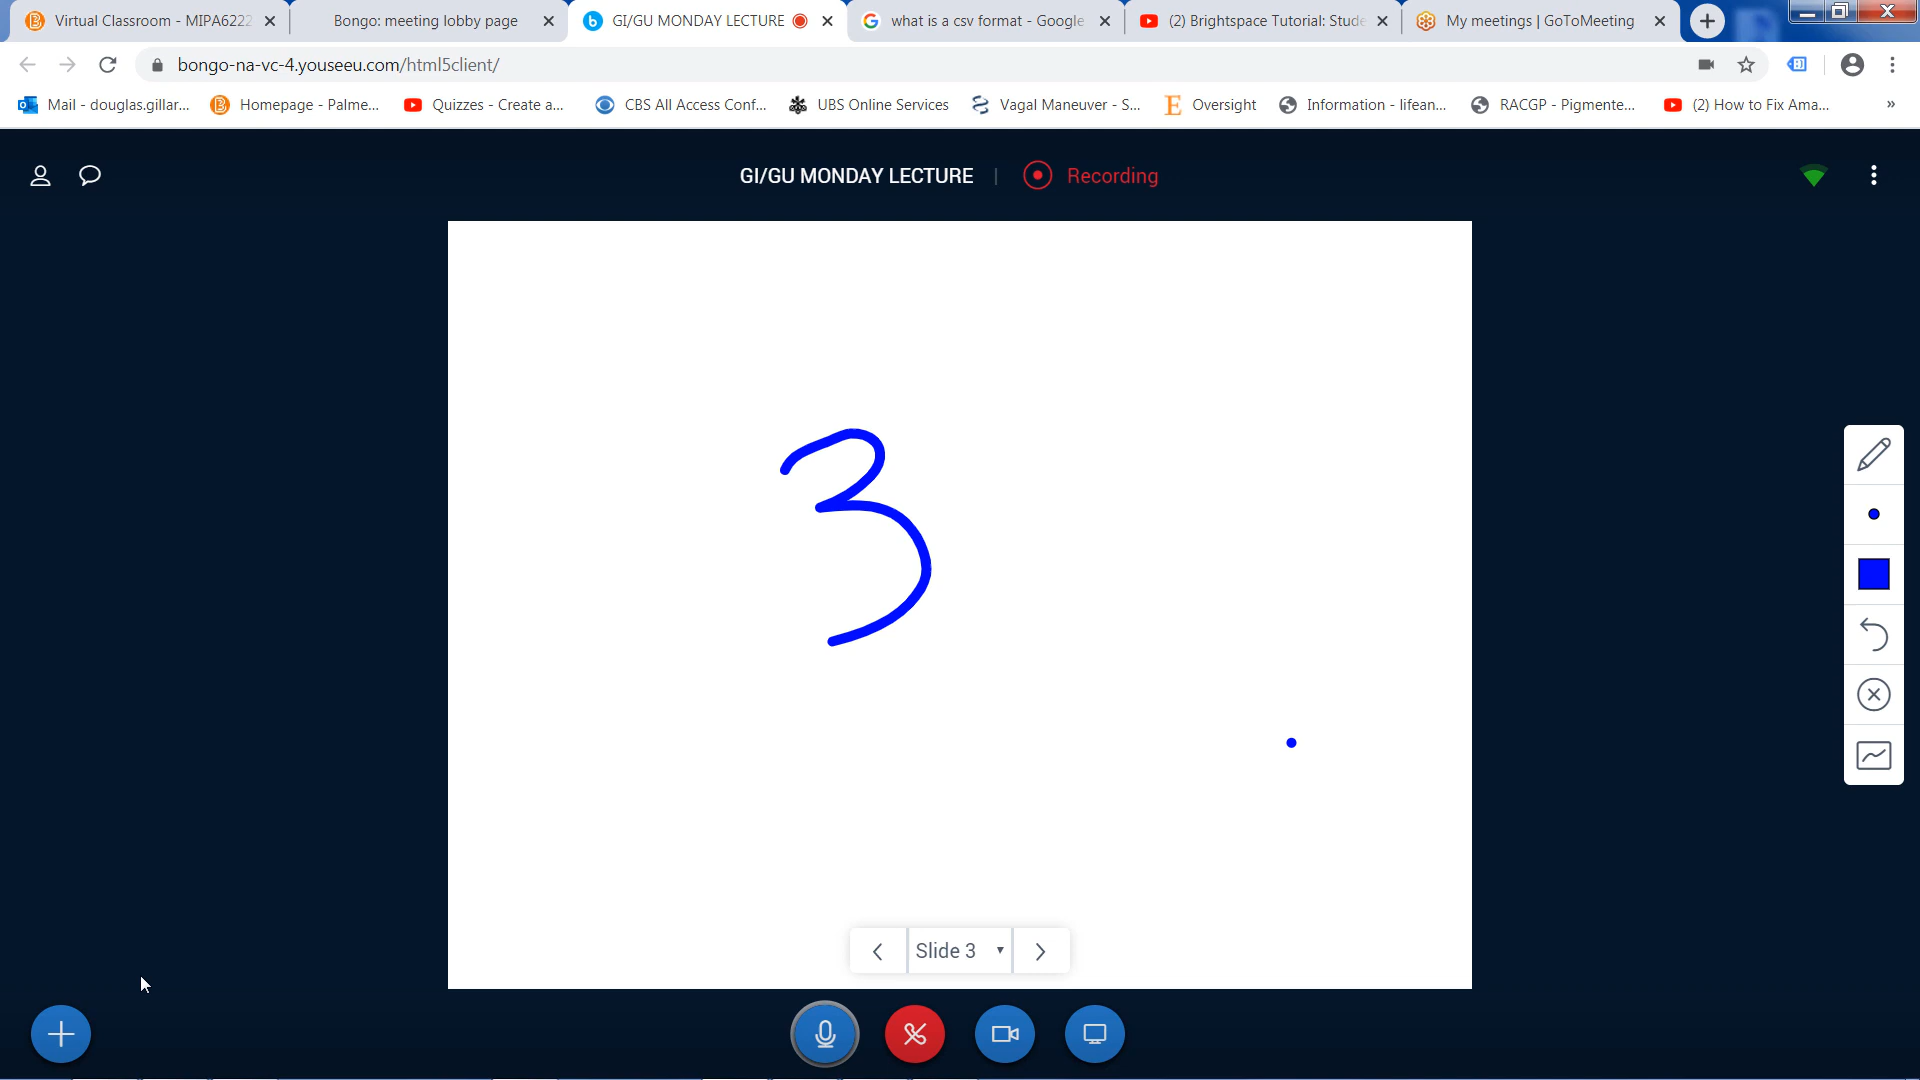 Virtual Classroom - MIPA6222
Bongo: meeting lobby page
GI/GU MONDAY LECTURE
what is a csv format - Google
(2) Brightspace Tutorial: Stude
My meetings | GoToMeeting
bongo-na-vc-4.youseeu.com/html5client/
Mail - douglas.gillar...
Homepage - Palme...
Quizzes - Create a...
CBS All Access Conf...
UBS Online Services
Vagal Maneuver - S...
Oversight
Information - lifean...
RACGP - Pigmente...
(2) How to Fix Ama...
»
GI/GU MONDAY LECTURE | Recording
3
Slide 3